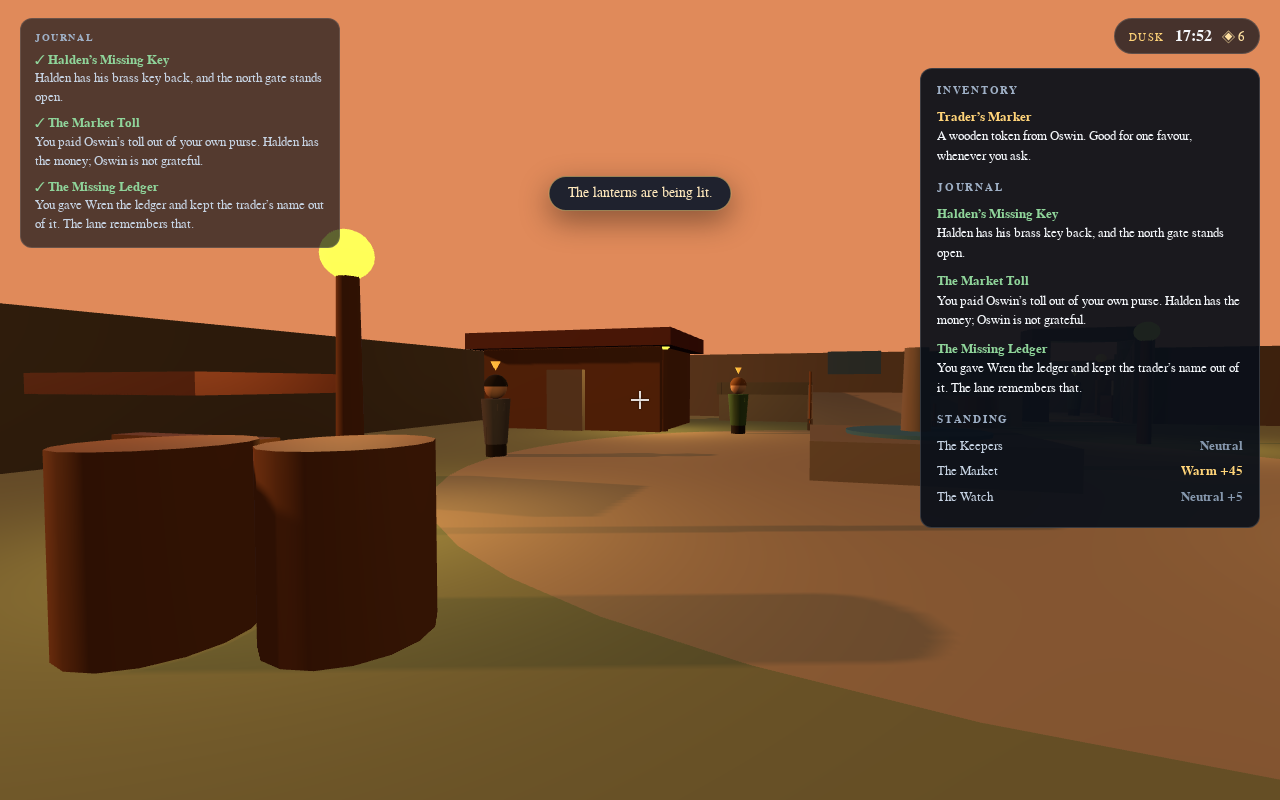 JOURNAL
✓ Halden's Missing Key
Halden has his brass key back, and the north gate stands
open.
✓ The Market Toll
You paid Oswin's toll out of your own purse. Halden has
the money; Oswin is not grateful.
✓ The Missing Ledger
You gave Wren the ledger and kept the trader's name out
of it. The lane remembers that.
The lanterns are being lit.
DUSK 17:52 ◈ 6
INVENTORY
Trader's Marker
A wooden token from Oswin. Good for one favour,
whenever you ask.
JOURNAL
Halden's Missing Key
Halden has his brass key back, and the north gate stands
open.
The Market Toll
You paid Oswin's toll out of your own purse. Halden has the
money; Oswin is not grateful.
The Missing Ledger
You gave Wren the ledger and kept the trader's name out of
it. The lane remembers that.
STANDING
The Keepers Neutral
The Market Warm +45
The Watch Neutral +5